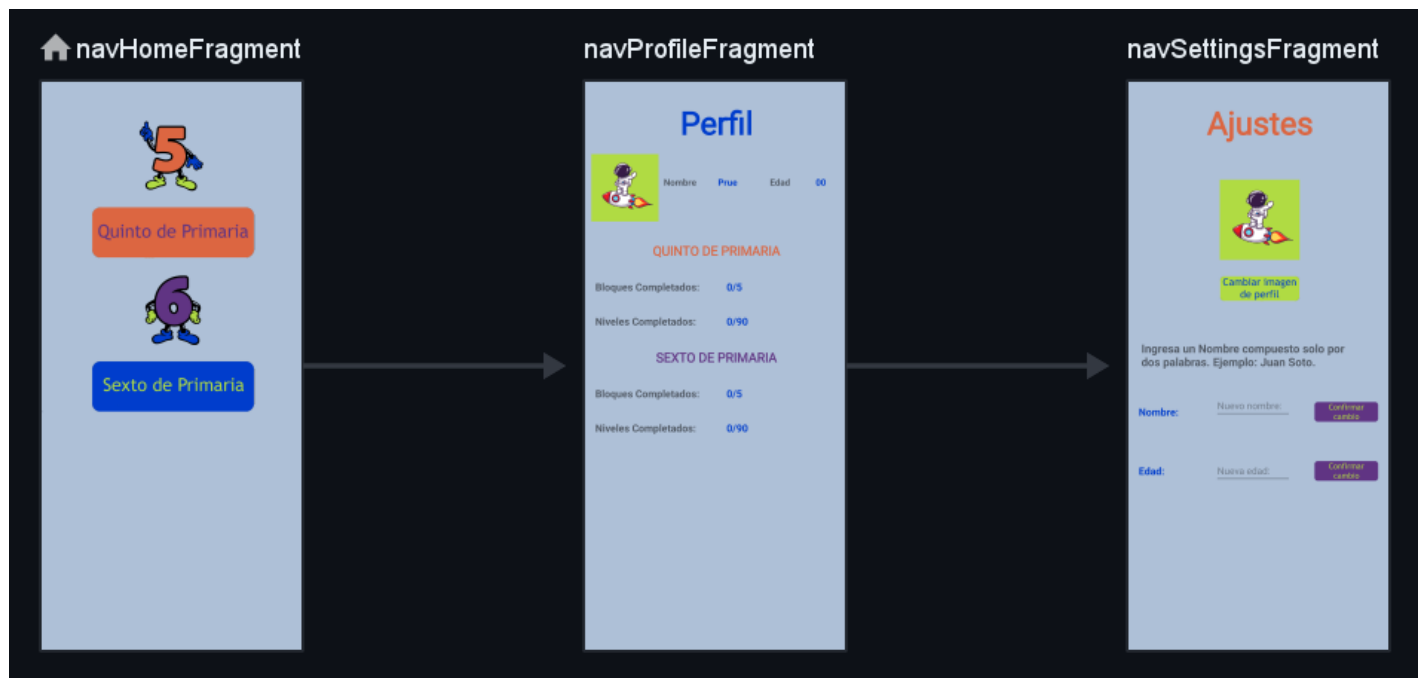 navHomeFragment
5
Quinto de Primaria
6
Sexto de Primaria
navProfileFragment
Perfil
Nombre Prue Edad 00
QUINTO DE PRIMARIA
Bloques Completados: 0/5
Niveles Completados: 0/90
SEXTO DE PRIMARIA
Bloques Completados: 0/5
Niveles Completados: 0/90
navSettingsFragment
Ajustes
Cambiar imagen
de perfil
Ingresa un Nombre compuesto solo por
dos palabras. Ejemplo: Juan Soto.
Nombre: Nuevo nombre: Confirmar
cambio
Edad: Nueva edad: Confirmar
cambio